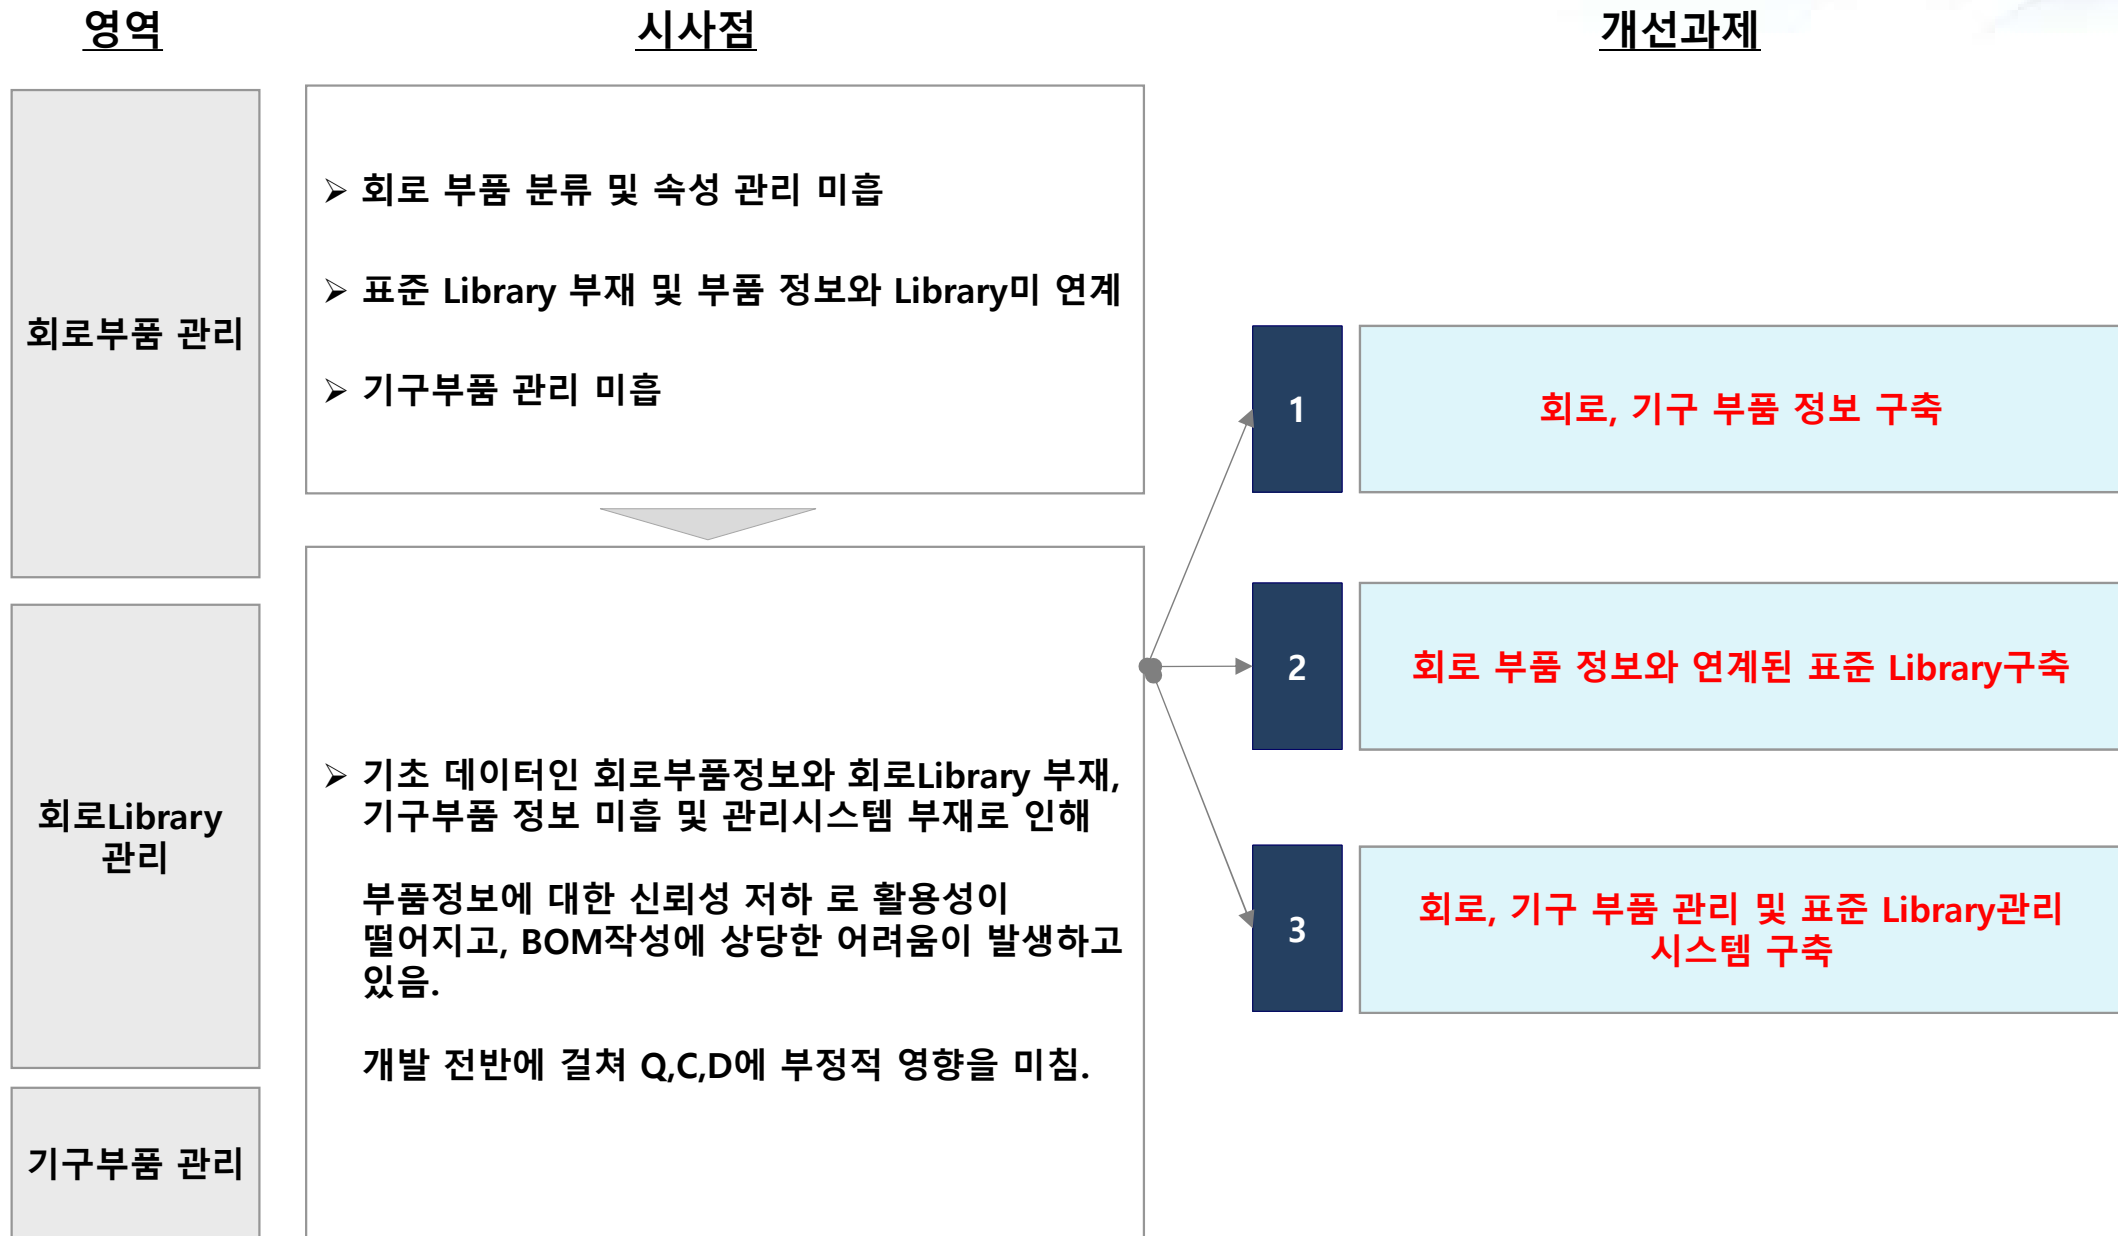 영역
시사점
개선과제
회로부품 관리
회로Library
관리
기구부품 관리
➢ 회로 부품 분류 및 속성 관리 미흡
➢ 표준 Library 부재 및 부품 정보와 Library미 연계
➢ 기구부품 관리 미흡
➢ 기초 데이터인 회로부품정보와 회로Library 부재,
기구부품 정보 미흡 및 관리시스템 부재로 인해
부품정보에 대한 신뢰성 저하 로 활용성이
떨어지고, BOM작성에 상당한 어려움이 발생하고
있음.
개발 전반에 걸쳐 Q,C,D에 부정적 영향을 미침.
1
회로, 기구 부품 정보 구축
2
회로 부품 정보와 연계된 표준 Library구축
3
회로, 기구 부품 관리 및 표준 Library관리
시스템 구축